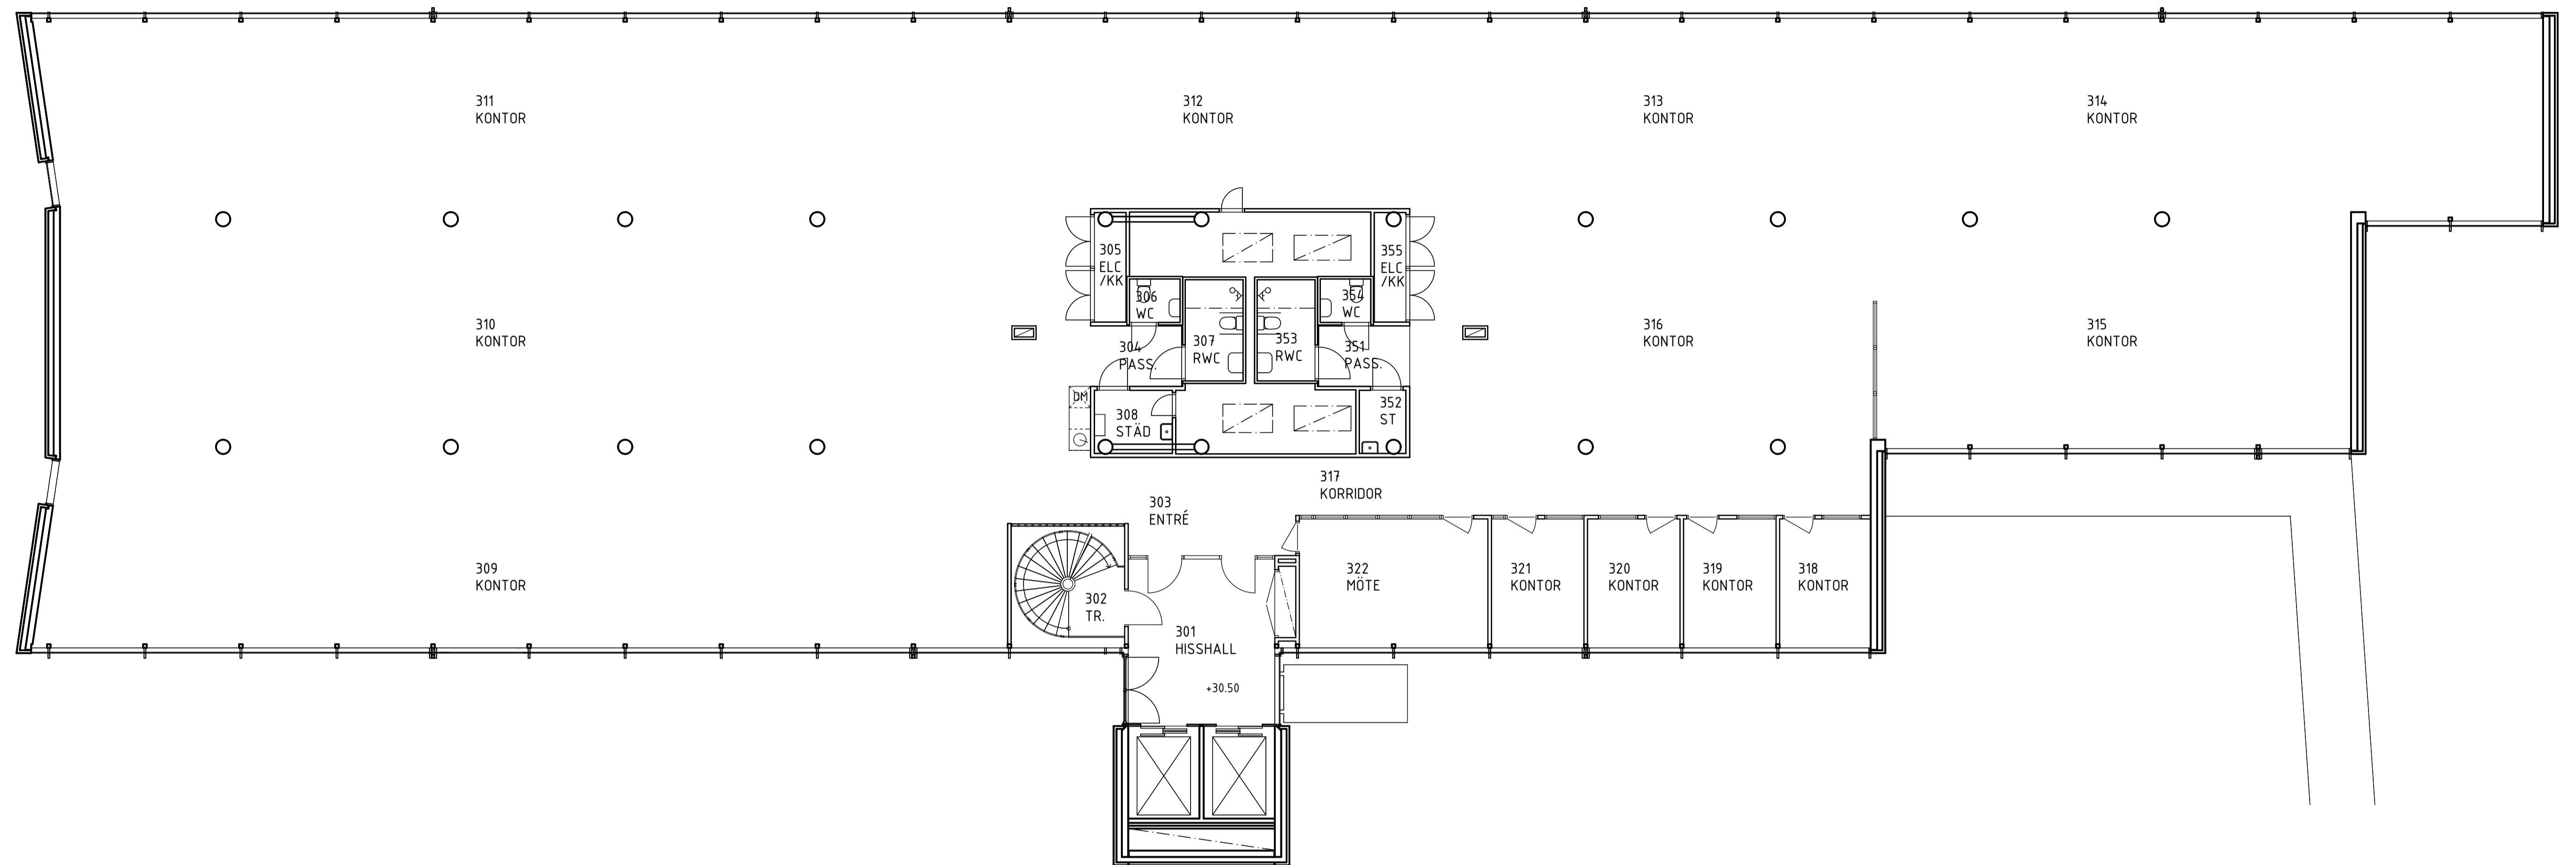 311
KONTOR
312
KONTOR
313
KONTOR
314
KONTOR
305
ELC
/KK
355
ELC
/KK
306
WC
354
WC
310
KONTOR
304
PASS.
307
RWC
353
RWC
351
PASS.
316
KONTOR
315
KONTOR
DM
308
STÄD
352
ST
317
KORRIDOR
303
ENTRÉ
309
KONTOR
302
TR.
322
MÖTE
321
KONTOR
320
KONTOR
319
KONTOR
318
KONTOR
301
HISSHALL
+30.50